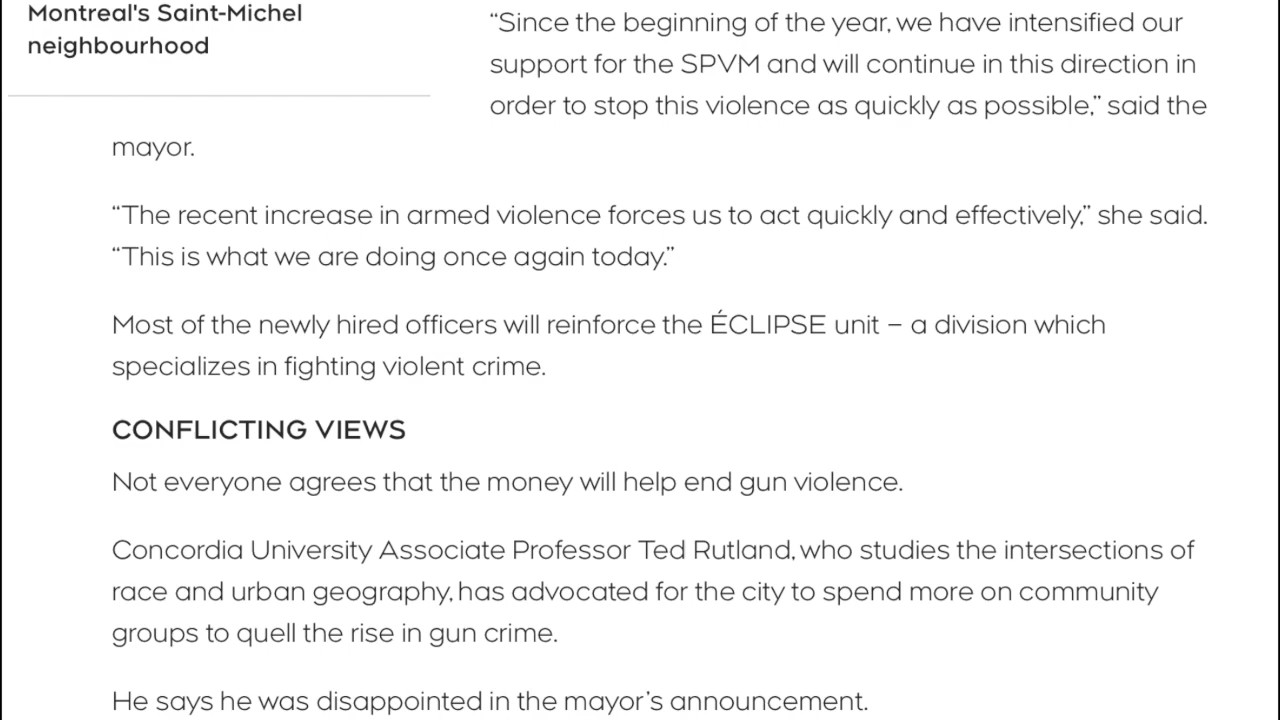 Montreal's Saint-Michel
neighbourhood
“Since the beginning of the year, we have intensified our
support for the SPVM and will continue in this direction in
order to stop this violence as quickly as possible,” said the
mayor.
“The recent increase in armed violence forces us to act quickly and effectively,” she said.
“This is what we are doing once again today.”
Most of the newly hired officers will reinforce the ÉCLIPSE unit – a division which
specializes in fighting violent crime.
CONFLICTING VIEWS
Not everyone agrees that the money will help end gun violence.
Concordia University Associate Professor Ted Rutland, who studies the intersections of
race and urban geography, has advocated for the city to spend more on community
groups to quell the rise in gun crime.
He says he was disappointed in the mayor’s announcement.